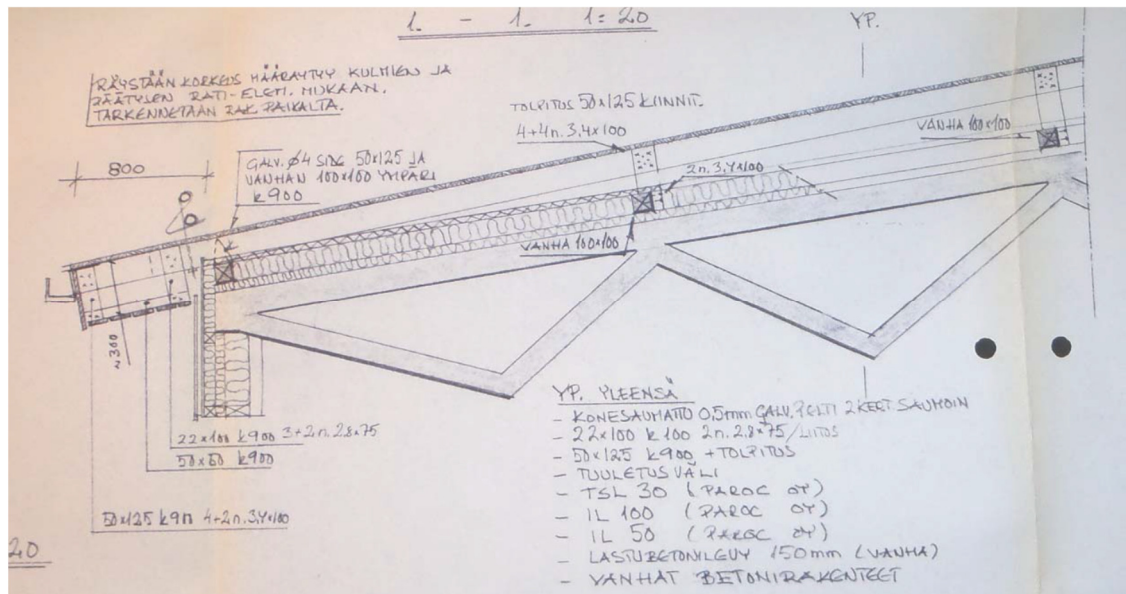 1. - 1. 1:20
YP.
RÄYSTÄÄN KORKEUS MÄÄRÄYTYY KULMIEN JA
PÄÄTYJEN RATI-ELEM. MUKAAN.
TARKENNETAAN RAK. PAIKALTA.
TOLPITUS 50x125 KIINNIT.
4+4n.3,4x100
VANHA 100x100
800
GALV. Ø4 SIDE 50x125 JA
VANHAN 100x100 YMPÄRI
k900
2n.3,4x100
VANHA 100x100
~300
22x100 k900 3+2n.2,8x75
50x50 k900
50x125 k9n 4+2n.3,4x100
20
YP. YLEENSÄ
- KONESAUMATTU 0,5mm GALV. PELTI 2KERT. SAUMOIN
- 22x100 k100 2n.2,8x75/LIITOS
- 50x125 k900 + TOLPITUS
- TUULETUSVÄLI
- TSL 30 (PAROC OY)
- IL 100 (PAROC OY)
- IL 50 (PAROC OY)
- LASTUBETONILEVY 150mm (VANHA)
- VANHAT BETONIRAKENTEET